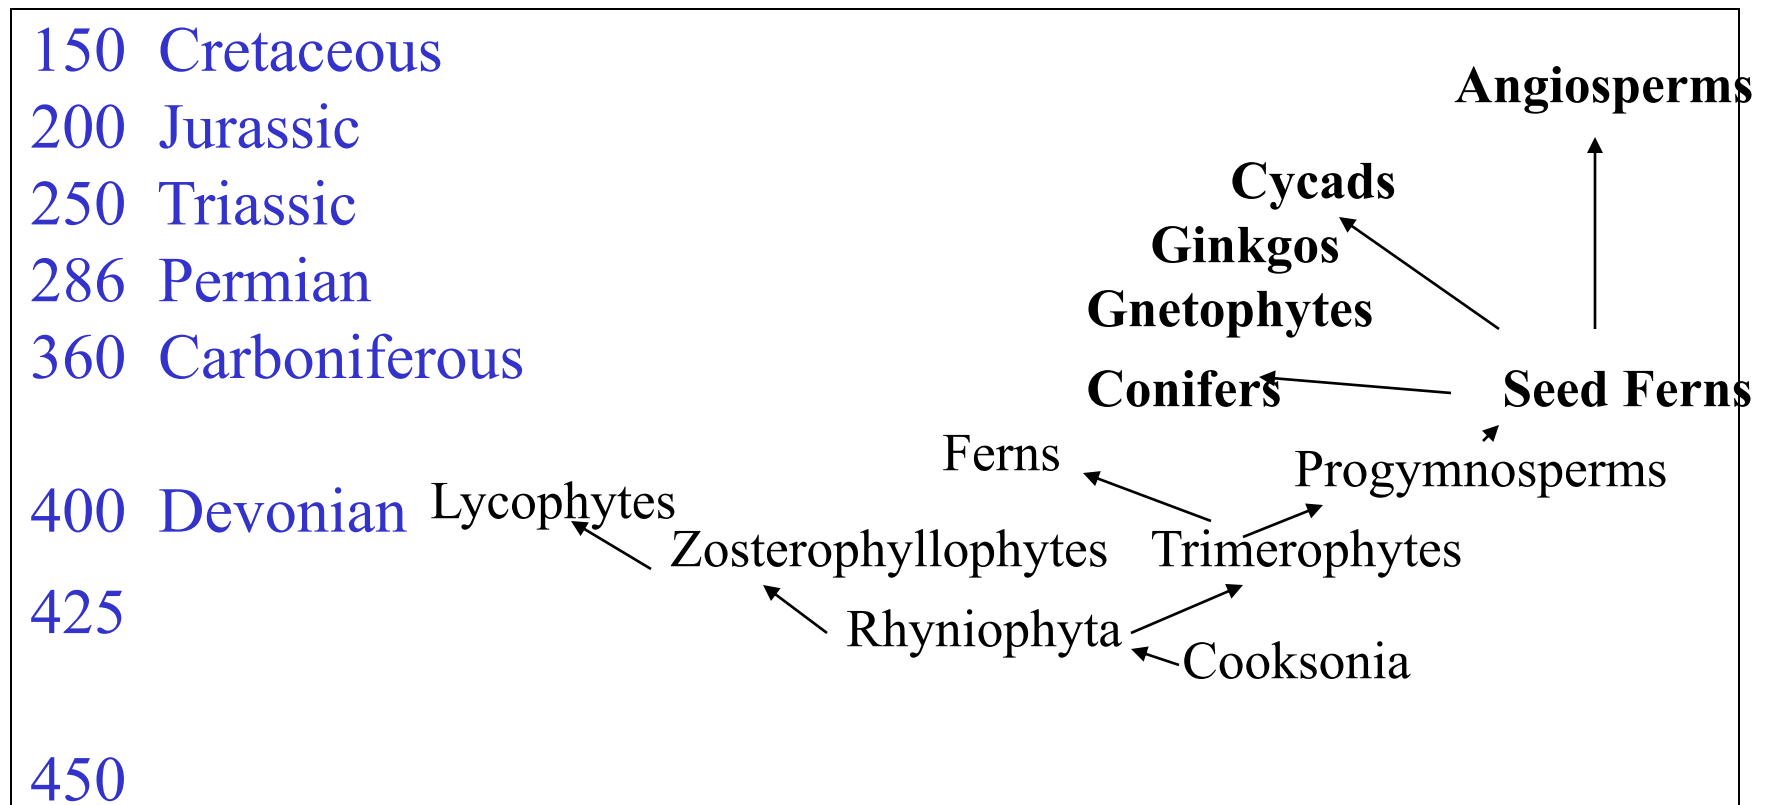 150 Cretaceous
Angiosperms
200 Jurassic
Cycads
250 Triassic
Ginkgos
286 Permian
Gnetophytes
360 Carboniferous
Conifers
Seed Ferns
Ferns
Progymnosperms
400 Devonian
Lycophytes
Zosterophyllophytes
Trimerophytes
425
Rhyniophyta
Cooksonia
450